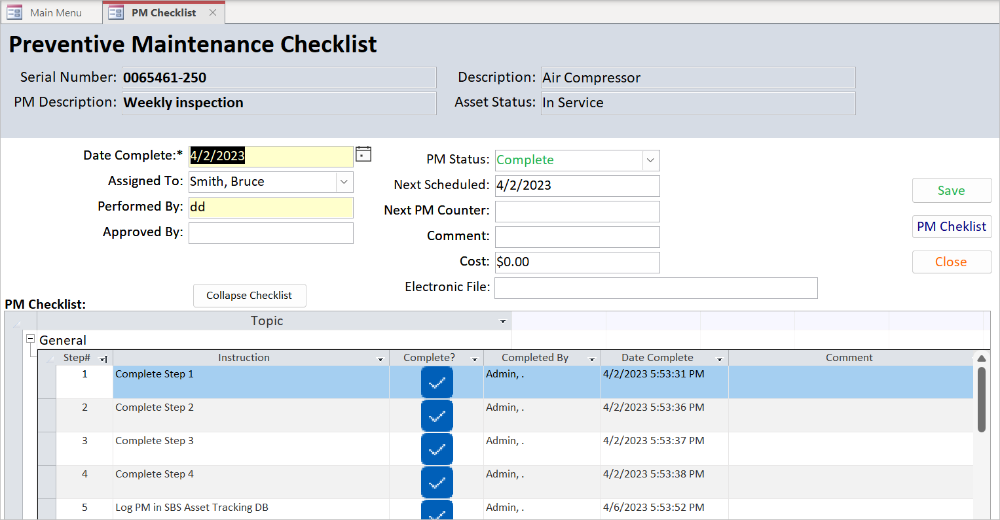 Main Menu
PM Checklist
Preventive Maintenance Checklist
Serial Number: 0065461-250 Description: Air Compressor
PM Description: Weekly inspection Asset Status: In Service
Date Complete:* 4/2/2023 PM Status: Complete
Assigned To: Smith, Bruce Next Scheduled: 4/2/2023
Save
Performed By: dd Next PM Counter:
PM Cheklist
Approved By: Comment:
Cost: $0.00
Close
Electronic File:
Collapse Checklist
PM Checklist:
Topic
General
Step# Instruction Complete? Completed By Date Complete Comment
1 Complete Step 1 Admin, . 4/2/2023 5:53:31 PM
2 Complete Step 2 Admin, . 4/2/2023 5:53:36 PM
3 Complete Step 3 Admin, . 4/2/2023 5:53:37 PM
4 Complete Step 4 Admin, . 4/2/2023 5:53:38 PM
5 Log PM in SBS Asset Tracking DB Admin, . 4/6/2023 5:53:52 PM